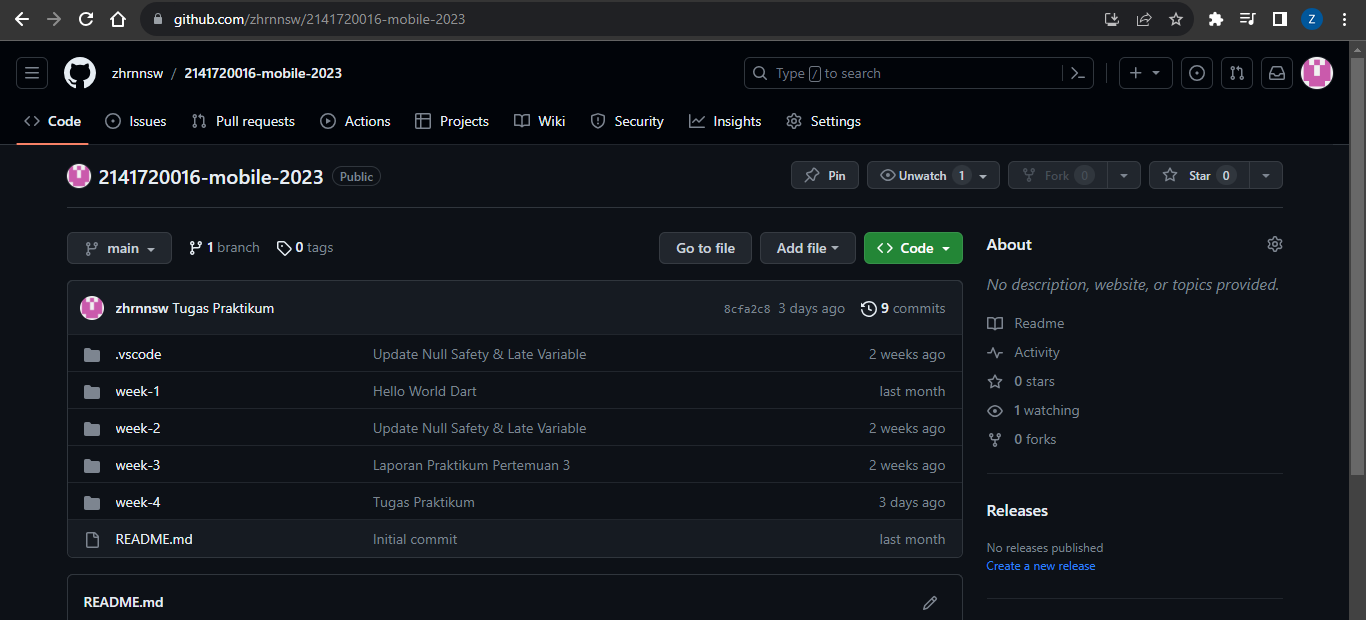 github.com/zhrnnsw/2141720016-mobile-2023
Z
zhrnnsw / 2141720016-mobile-2023
Type / to search
Code Issues Pull requests Actions Projects Wiki Security Insights Settings
2141720016-mobile-2023 Public
Pin Unwatch 1 Fork 0 Star 0
main 1 branch 0 tags Go to file Add file Code
About
No description, website, or topics provided.
zhrnnsw Tugas Praktikum 8cfa2c8 3 days ago 9 commits
Readme
.vscode Update Null Safety & Late Variable 2 weeks ago
Activity
week-1 Hello World Dart last month
0 stars
1 watching
week-2 Update Null Safety & Late Variable 2 weeks ago
0 forks
week-3 Laporan Praktikum Pertemuan 3 2 weeks ago
week-4 Tugas Praktikum 3 days ago
Releases
README.md Initial commit last month
No releases published
Create a new release
README.md